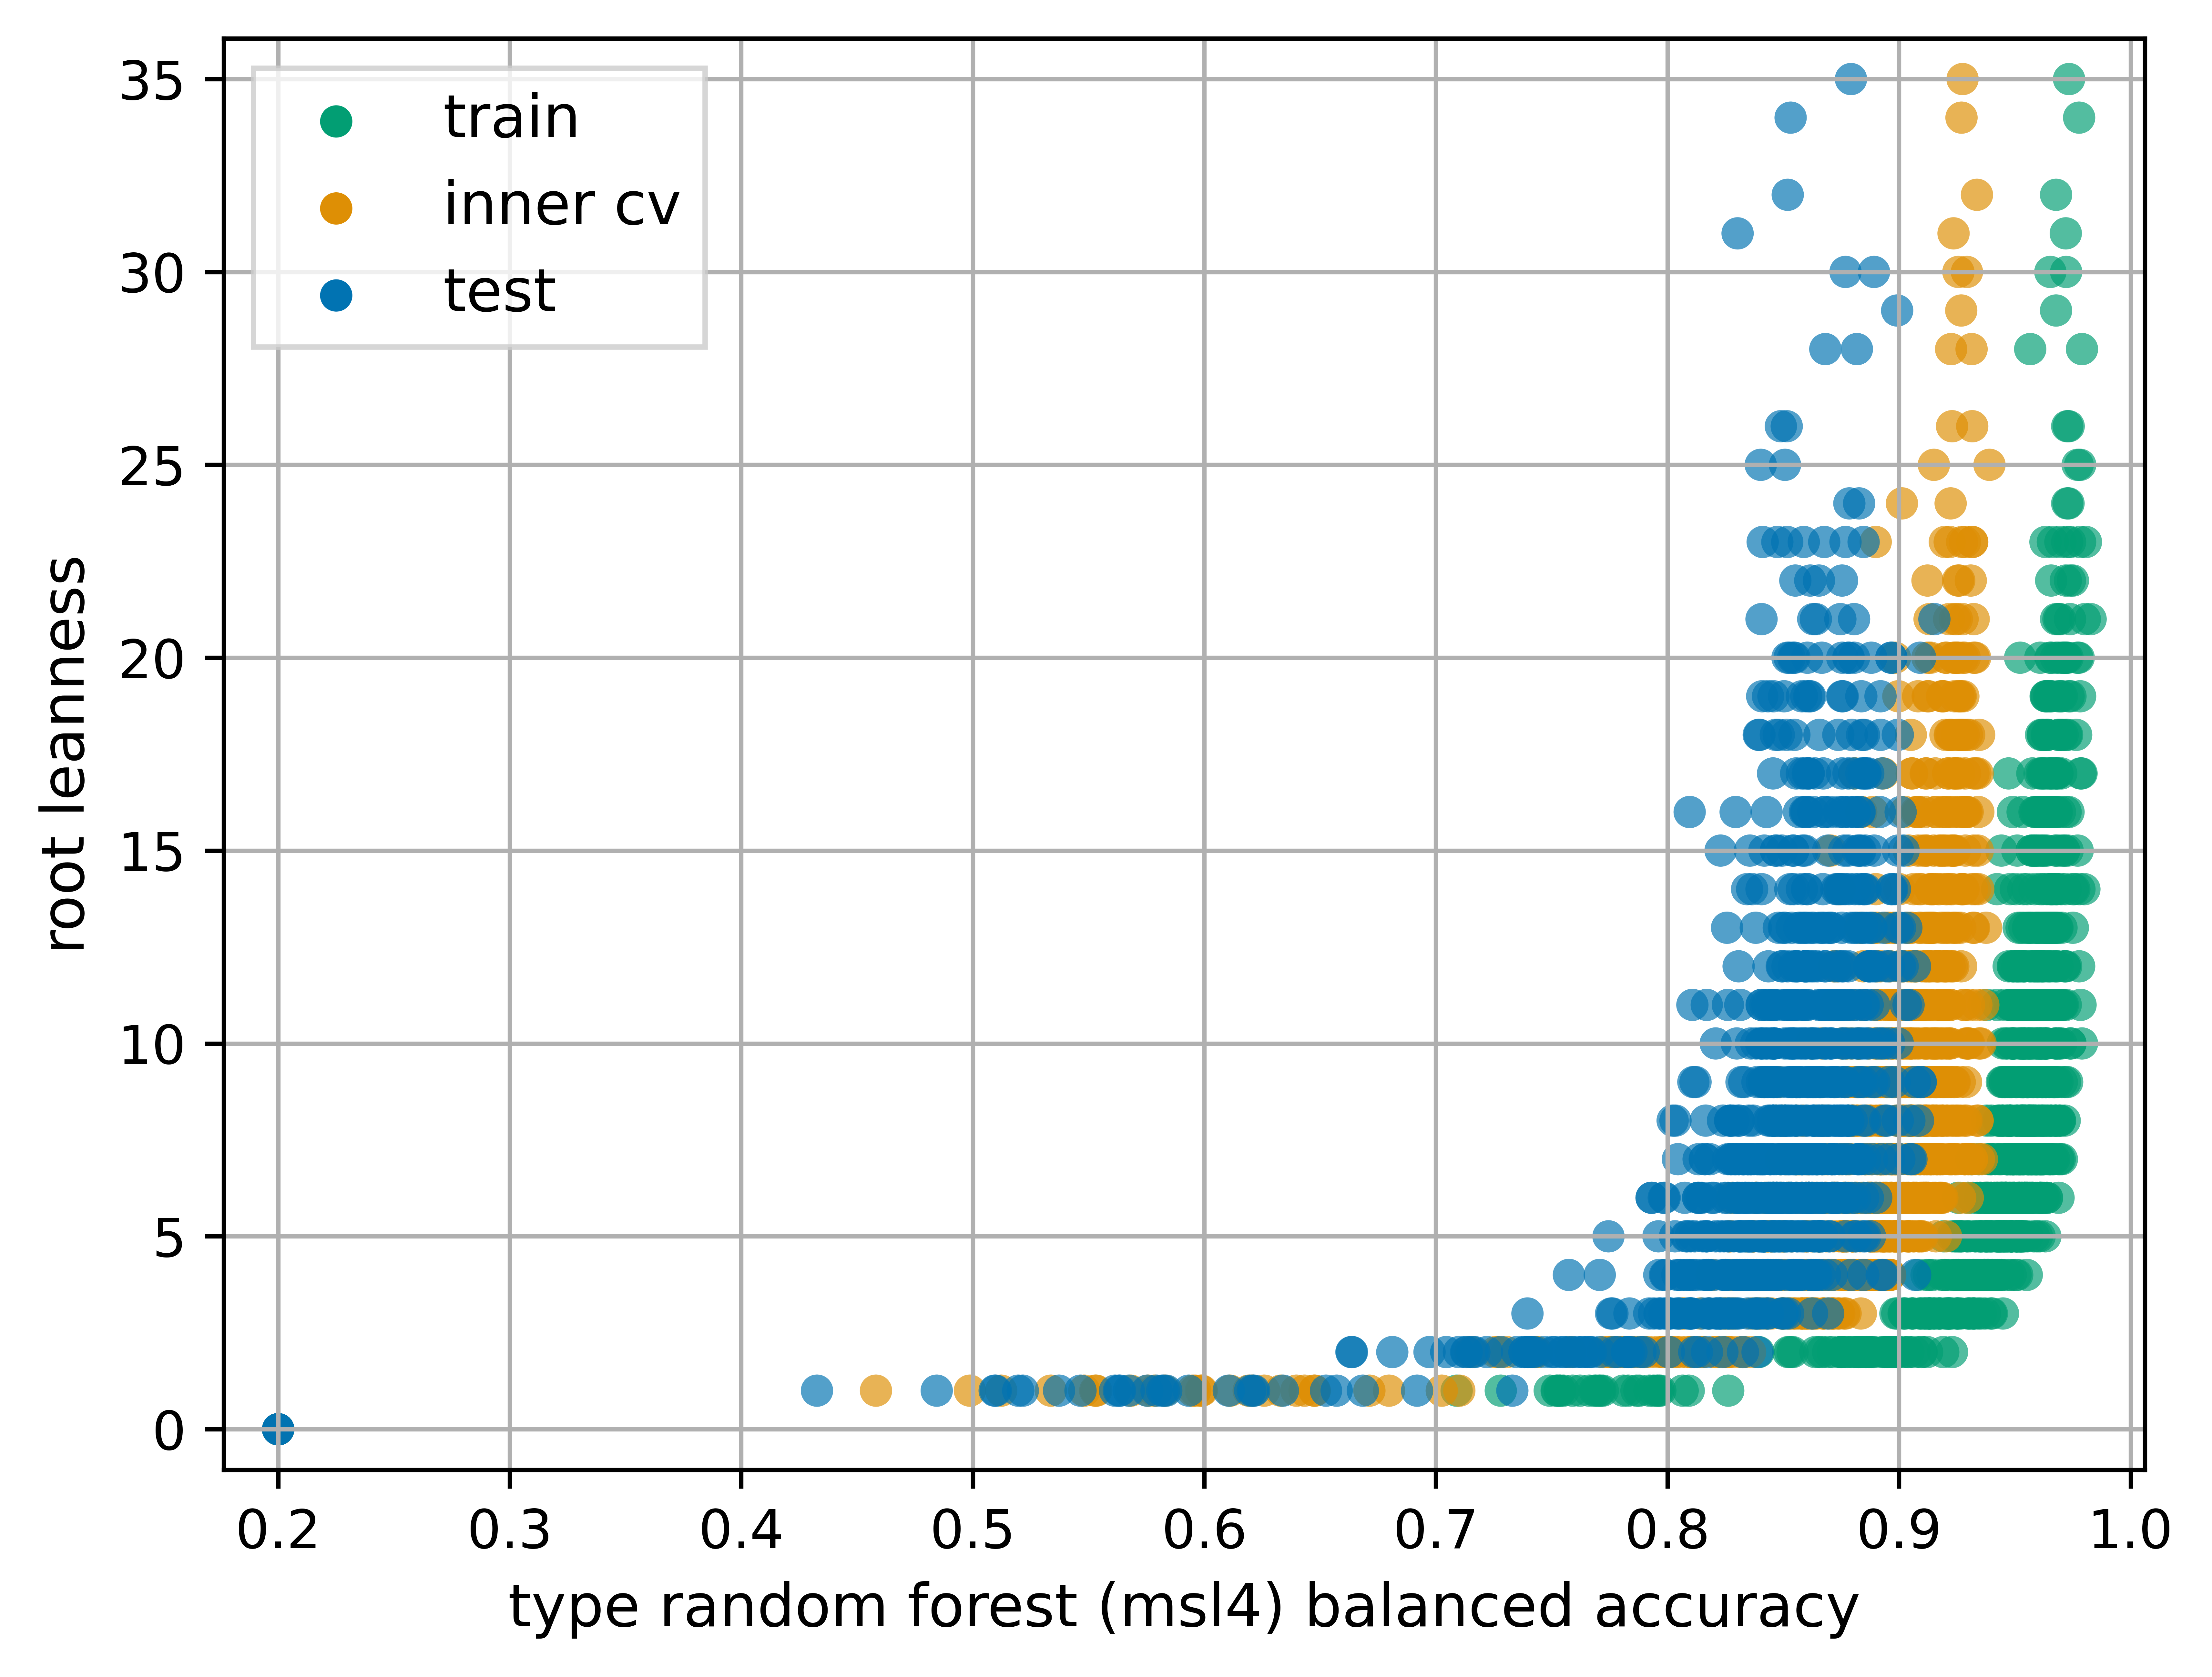 train
inner cv
test
35
30
25
20
15
10
5
0
root leanness
0.2 0.3 0.4 0.5 0.6 0.7 0.8 0.9 1.0
type random forest (msl4) balanced accuracy